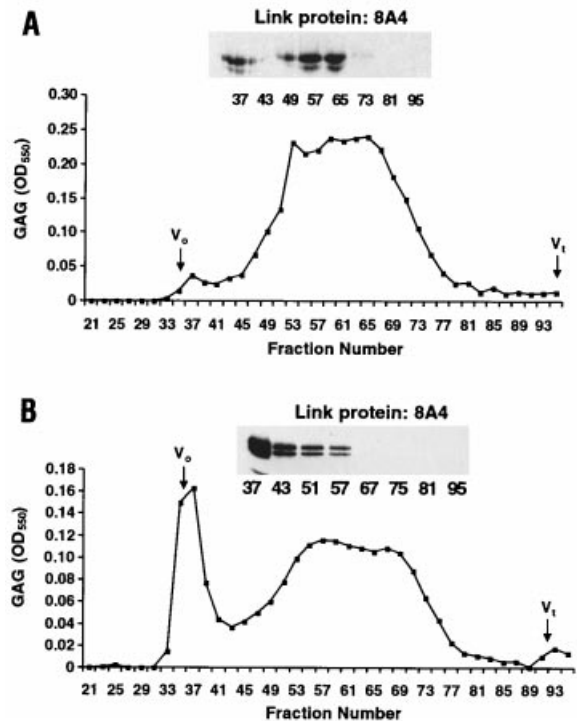 A
Link protein: 8A4
37 43 49 57 65 73 81 95
0.30
0.25
0.20
0.15
0.10
0.05
0
GAG (OD550)
Vo
Vt
21 25 29 33 37 41 45 49 53 57 61 65 69 73 77 81 85 89 93
Fraction Number
B
Link protein: 8A4
37 43 51 57 67 75 81 95
0.18
0.16
0.14
0.12
0.10
0.08
0.06
0.04
0.02
0
GAG (OD550)
Vo
Vt
21 25 29 33 37 41 45 49 53 57 61 65 69 73 77 81 85 89 93
Fraction Number